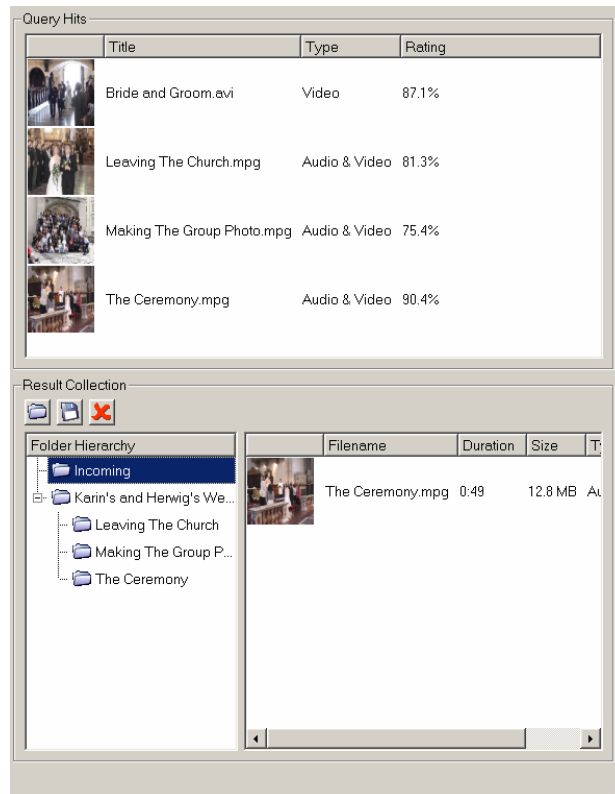 Query Hits
Title Type Rating
Bride and Groom.avi Video 87.1%
Leaving The Church.mpg Audio & Video 81.3%
Making The Group Photo.mpg Audio & Video 75.4%
The Ceremony.mpg Audio & Video 90.4%
Result Collection
Folder Hierarchy
Incoming
Karin's and Herwig's We...
Leaving The Church
Making The Group P...
The Ceremony
Filename Duration Size Ty
The Ceremony.mpg 0:49 12.8 MB Au